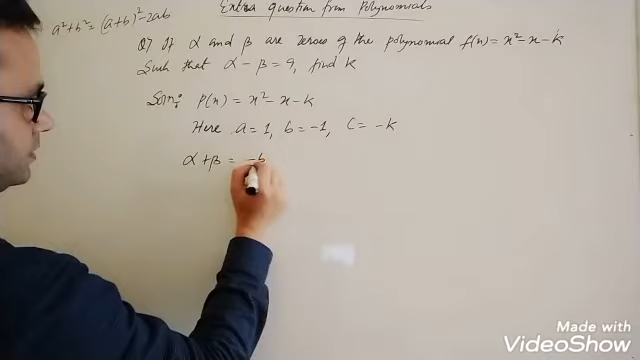 Extra question from Polynomials
a²+b² = (a+b)²-2ab
Q7 If α and β are zeroes of the polynomial f(x) = x²-x-k
Such that α - β = 9, find k
Soln: P(x) = x²-x-k
Here a=1, b=-1, C= -k
α+β = -b
Made with
VideoShow